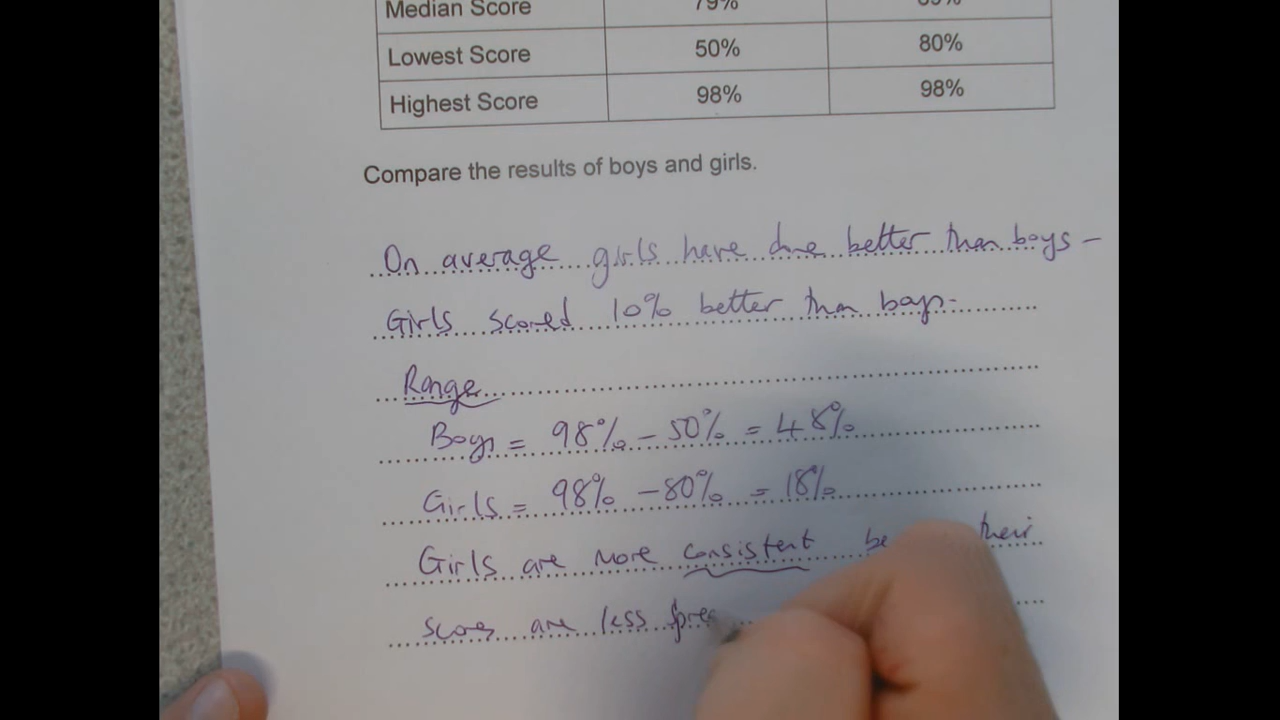 Median Score 79%
Lowest Score 50% 80%
Highest Score 98% 98%
Compare the results of boys and girls.
On average girls have done better than boys –
Girls scored 10% better than boys.
Range
Boys = 98% - 50% = 48%
Girls = 98% - 80% = 18%
Girls are more consistent their
scores are less